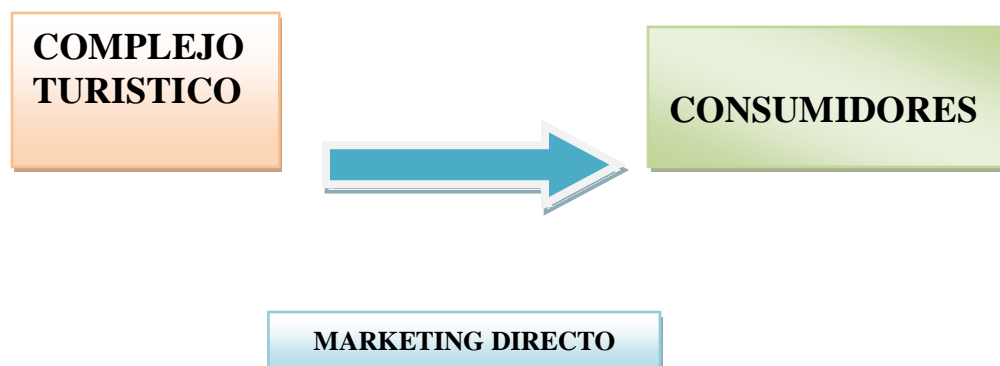 COMPLEJO
TURISTICO
CONSUMIDORES
MARKETING DIRECTO